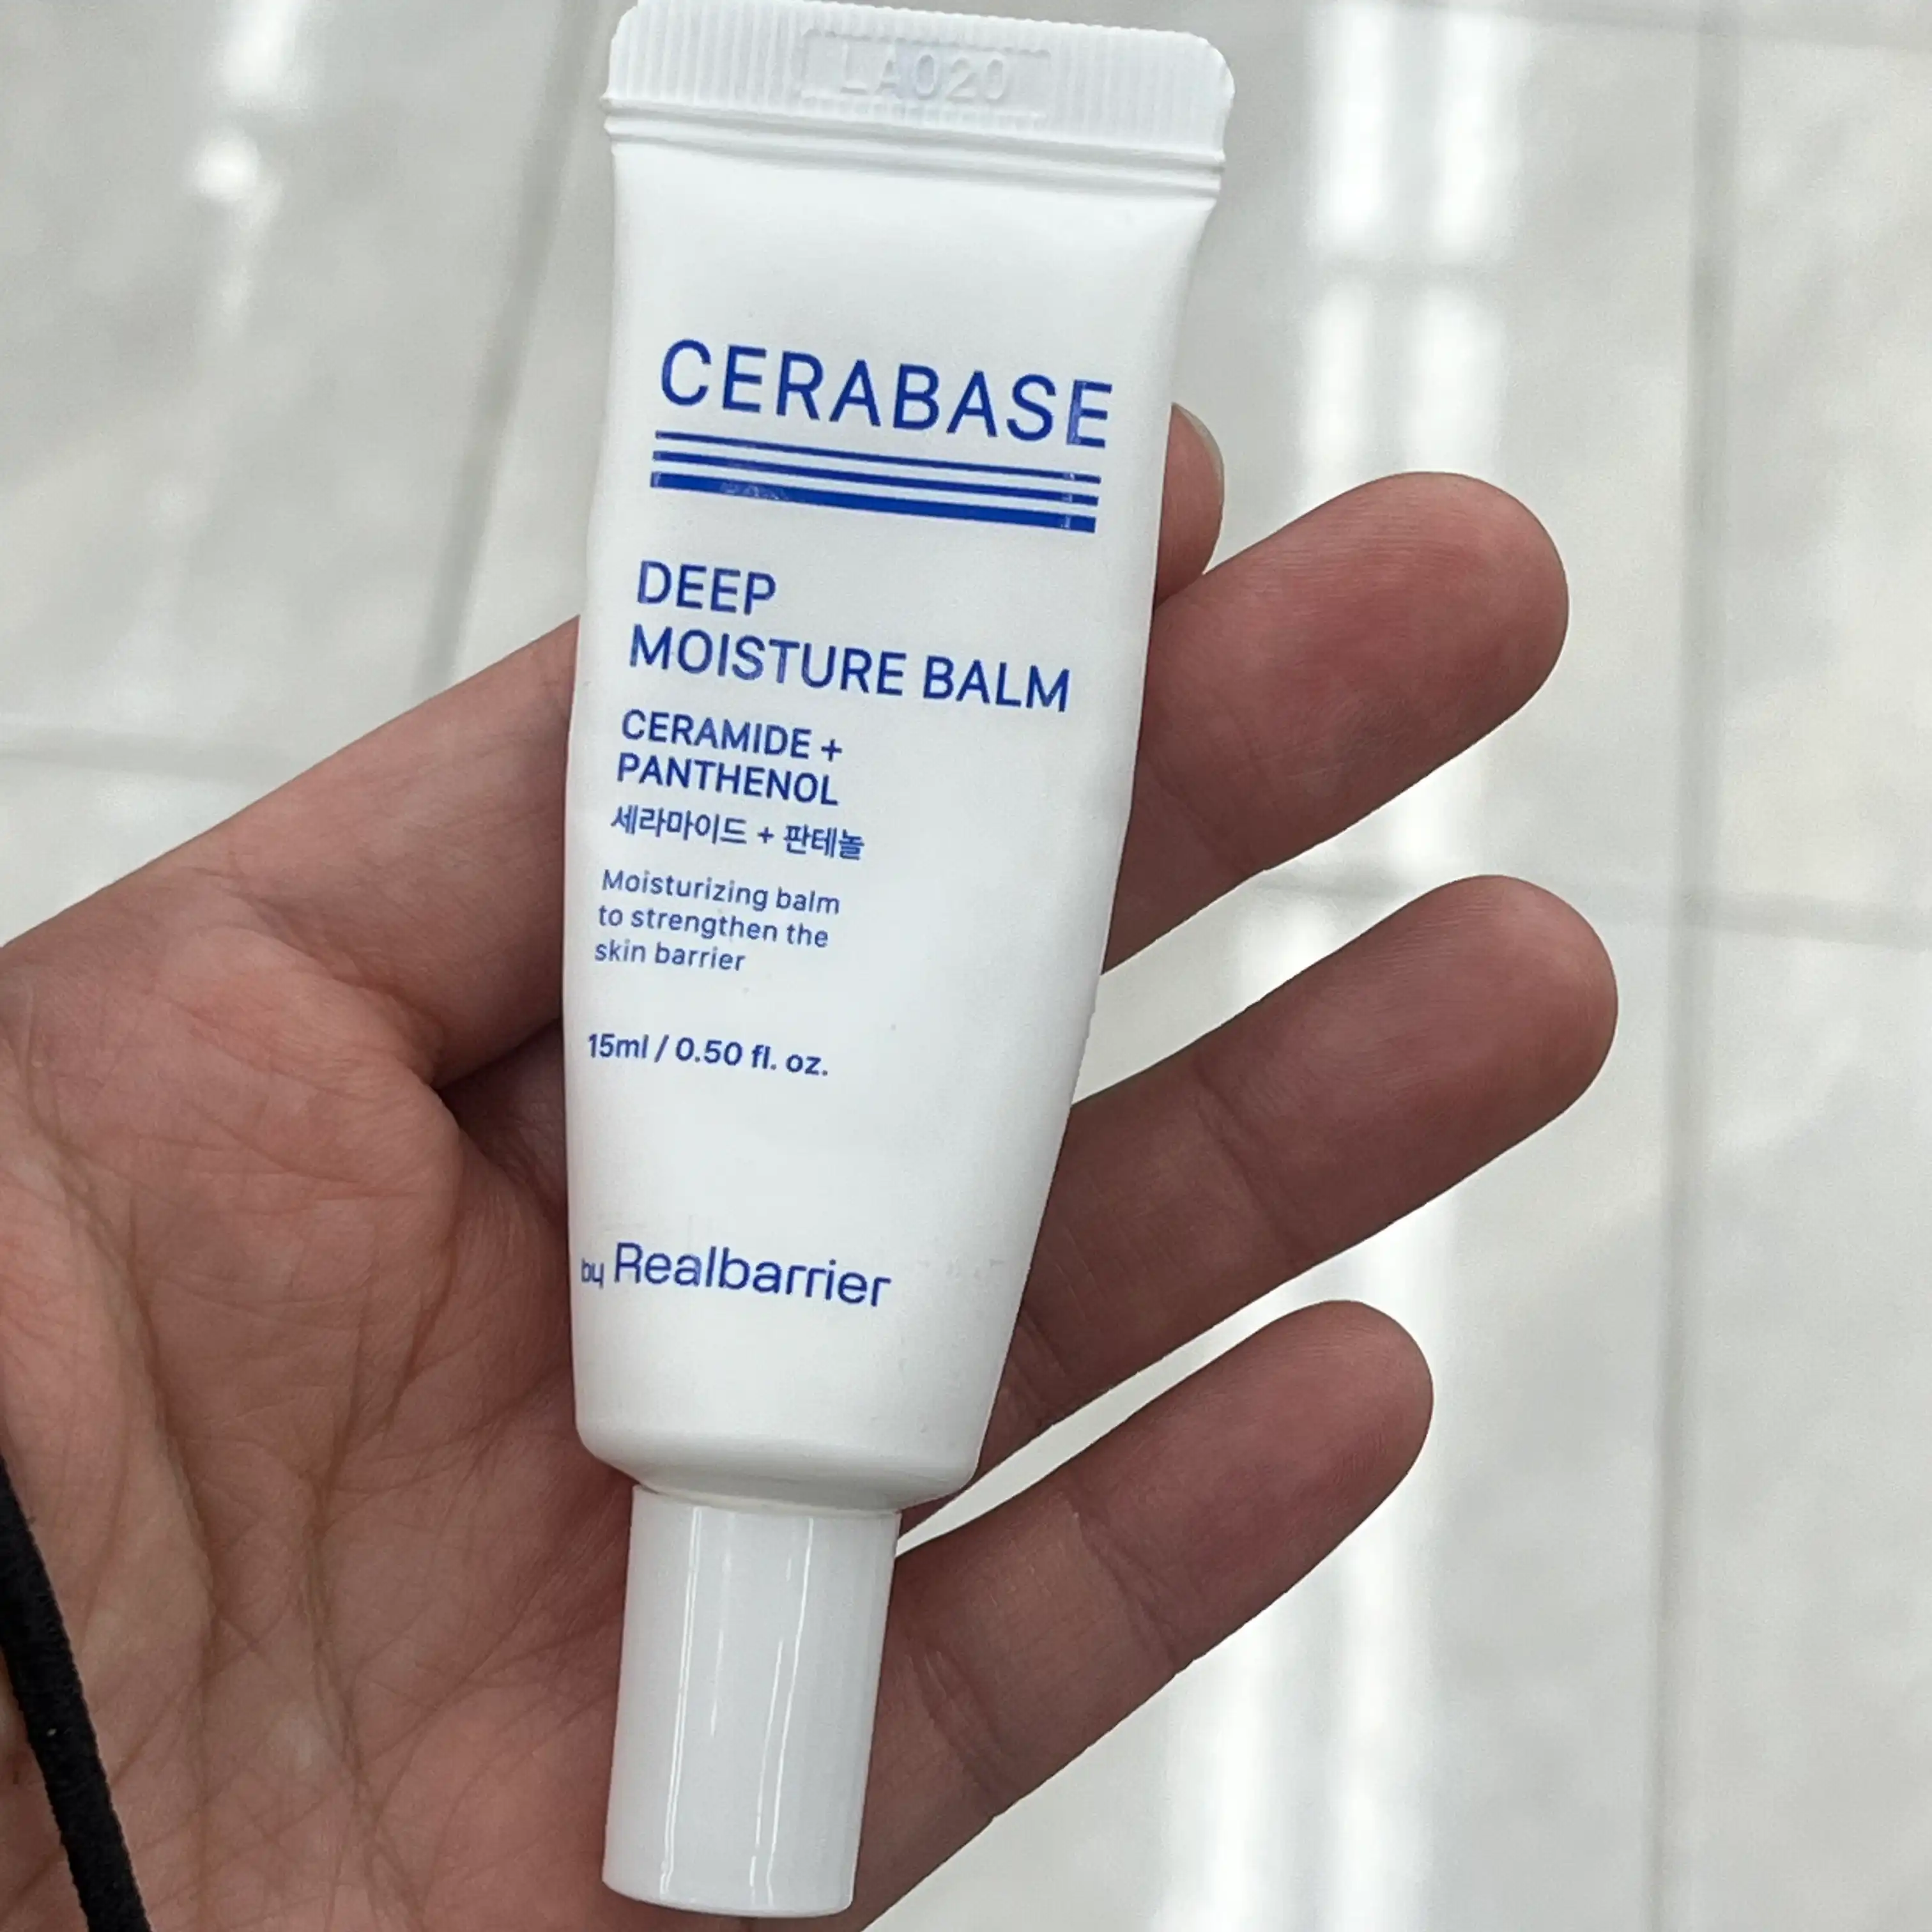 LA020
CERABASE
DEEP
MOISTURE BALM
CERAMIDE +
PANTHENOL
세라마이드 + 판테놀
Moisturizing balm
to strengthen the
skin barrier
15ml / 0.50 fl. oz.
by Realbarrier